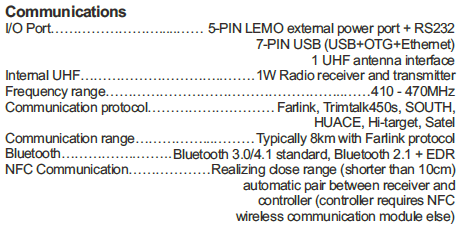 Communications
I/O Port................................ 5-PIN LEMO external power port + RS232
7-PIN USB (USB+OTG+Ethernet)
1 UHF antenna interface
Internal UHF....................................1W Radio receiver and transmitter
Frequency range........................................................410 - 470MHz
Communication protocol........................Farlink, Trimtalk450s, SOUTH,
HUACE, Hi-target, Satel
Communication range....................Typically 8km with Farlink protocol
Bluetooth......................Bluetooth 3.0/4.1 standard, Bluetooth 2.1 + EDR
NFC Communication................Realizing close range (shorter than 10cm)
automatic pair between receiver and
controller (controller requires NFC
wireless communication module else)